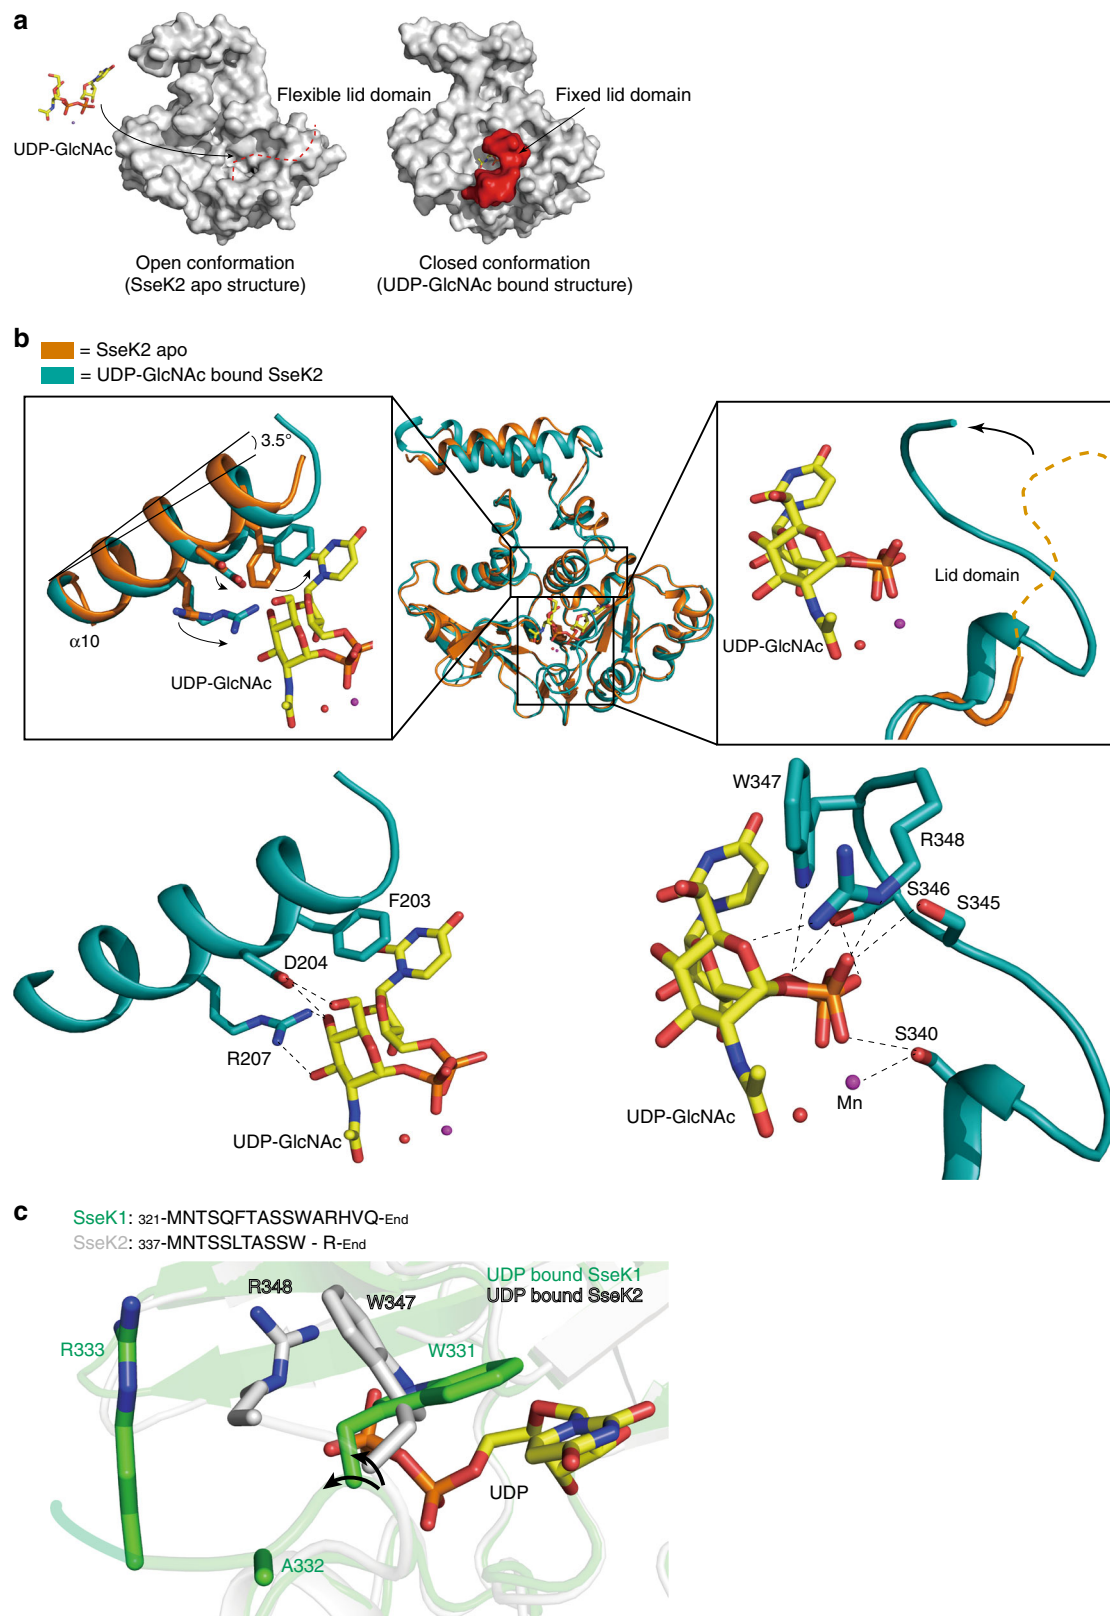 a
Flexible lid domain
Fixed lid domain
UDP-GlcNAc
Open conformation
(SseK2 apo structure)
Closed conformation
(UDP-GlcNAc bound structure)
b
= SseK2 apo
= UDP-GlcNAc bound SseK2
3.5°
α10
UDP-GlcNAc
Lid domain
UDP-GlcNAc
F203
D204
R207
UDP-GlcNAc
W347
R348
S346
S345
S340
Mn
UDP-GlcNAc
c
SseK1: 321-MNTSQFTASSWARHVQ-End
SseK2: 337-MNTSSLTASSW - R-End
UDP bound SseK1
UDP bound SseK2
R348
W347
R333
W331
UDP
A332